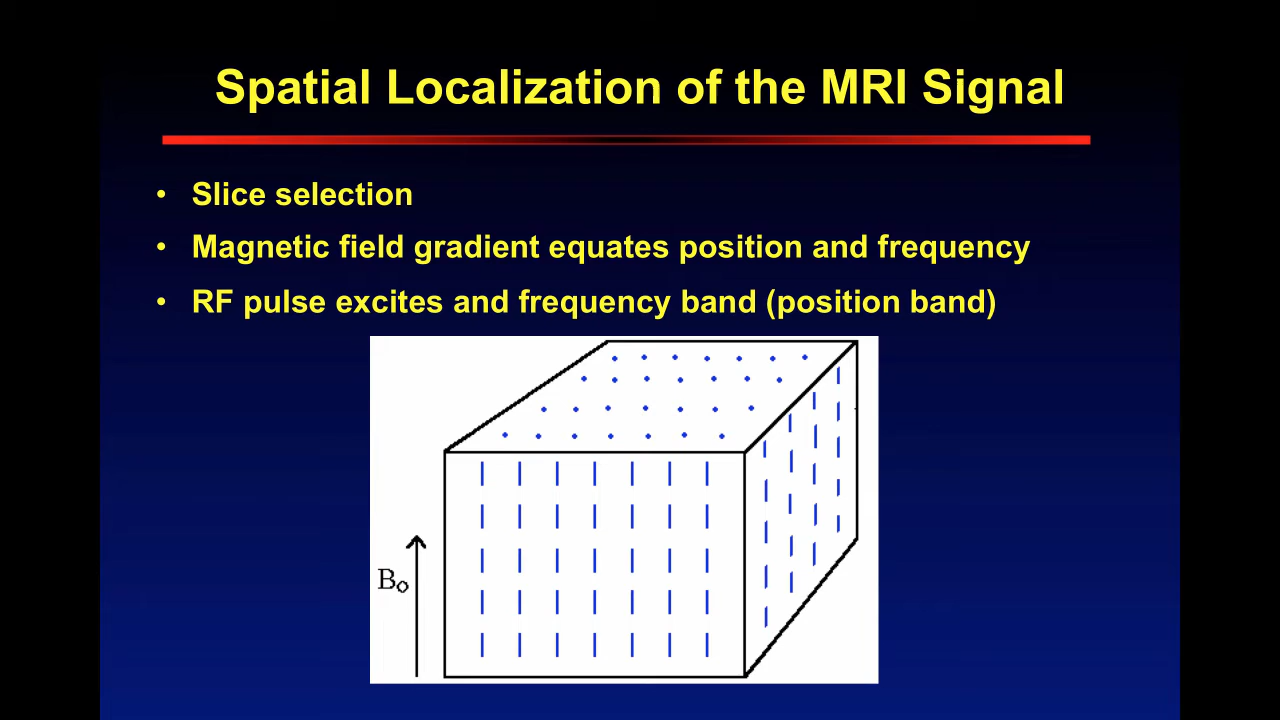 Spatial Localization of the MRI Signal
• Slice selection
• Magnetic field gradient equates position and frequency
• RF pulse excites and frequency band (position band)
B₀